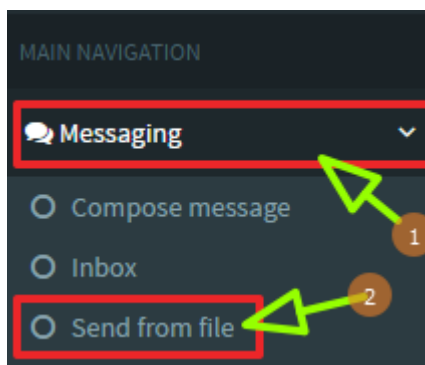 MAIN NAVIGATION
Messaging
1
Compose message
Inbox
2
Send from file